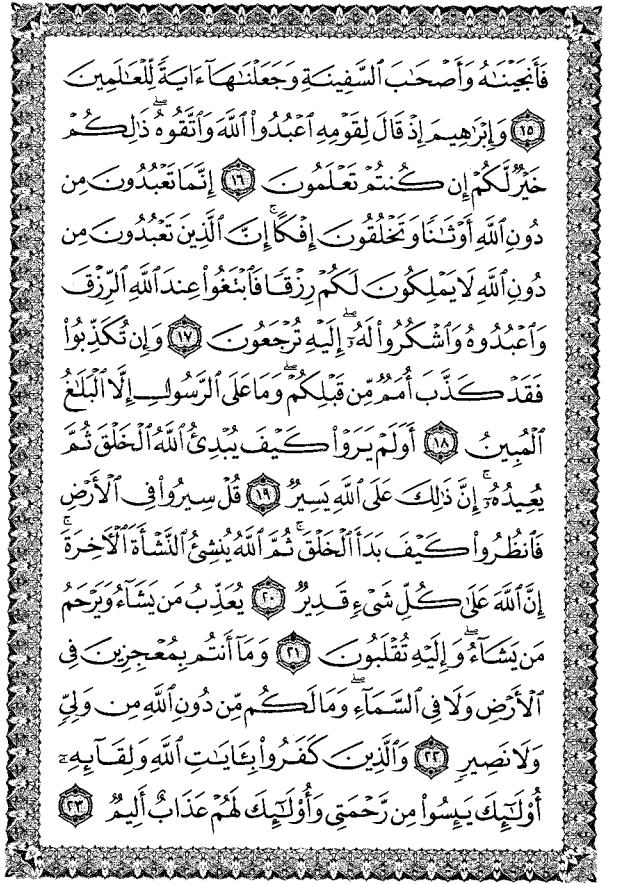 فَأَنجَيْنَـٰهُ وَأَصْحَـٰبَ ٱلسَّفِينَةِ وَجَعَلْنَـٰهَآ ءَايَةً لِّلْعَـٰلَمِينَ
﴿١٥﴾ وَإِبْرَٰهِيمَ إِذْ قَالَ لِقَوْمِهِ ٱعْبُدُوا۟ ٱللَّهَ وَٱتَّقُوهُ ۖ ذَٰلِكُمْ
خَيْرٌ لَّكُمْ إِن كُنتُمْ تَعْلَمُونَ ﴿١٦﴾ إِنَّمَا تَعْبُدُونَ مِن
دُونِ ٱللَّهِ أَوْثَـٰنًا وَتَخْلُقُونَ إِفْكًا ۚ إِنَّ ٱلَّذِينَ تَعْبُدُونَ مِن
دُونِ ٱللَّهِ لَا يَمْلِكُونَ لَكُمْ رِزْقًا فَٱبْتَغُوا۟ عِندَ ٱللَّهِ ٱلرِّزْقَ
وَٱعْبُدُوهُ وَٱشْكُرُوا۟ لَهُۥٓ ۖ إِلَيْهِ تُرْجَعُونَ ﴿١٧﴾ وَإِن تُكَذِّبُوا۟
فَقَدْ كَذَّبَ أُمَمٌ مِّن قَبْلِكُمْ ۖ وَمَا عَلَى ٱلرَّسُولِ إِلَّا ٱلْبَلَـٰغُ
ٱلْمُبِينُ ﴿١٨﴾ أَوَلَمْ يَرَوْا۟ كَيْفَ يُبْدِئُ ٱللَّهُ ٱلْخَلْقَ ثُمَّ
يُعِيدُهُۥٓ ۚ إِنَّ ذَٰلِكَ عَلَى ٱللَّهِ يَسِيرٌ ﴿١٩﴾ قُلْ سِيرُوا۟ فِى ٱلْأَرْضِ
فَٱنظُرُوا۟ كَيْفَ بَدَأَ ٱلْخَلْقَ ۚ ثُمَّ ٱللَّهُ يُنشِئُ ٱلنَّشْأَةَ ٱلْـَٔاخِرَةَ ۚ
إِنَّ ٱللَّهَ عَلَىٰ كُلِّ شَىْءٍ قَدِيرٌ ﴿٢٠﴾ يُعَذِّبُ مَن يَشَآءُ وَيَرْحَمُ
مَن يَشَآءُ ۖ وَإِلَيْهِ تُقْلَبُونَ ﴿٢١﴾ وَمَآ أَنتُم بِمُعْجِزِينَ فِى
ٱلْأَرْضِ وَلَا فِى ٱلسَّمَآءِ ۖ وَمَا لَكُم مِّن دُونِ ٱللَّهِ مِن وَلِىٍّ
وَلَا نَصِيرٍ ﴿٢٢﴾ وَٱلَّذِينَ كَفَرُوا۟ بِـَٔايَـٰتِ ٱللَّهِ وَلِقَآئِهِۦٓ
أُو۟لَـٰٓئِكَ يَئِسُوا۟ مِن رَّحْمَتِى وَأُو۟لَـٰٓئِكَ لَهُمْ عَذَابٌ أَلِيمٌ ﴿٢٣﴾